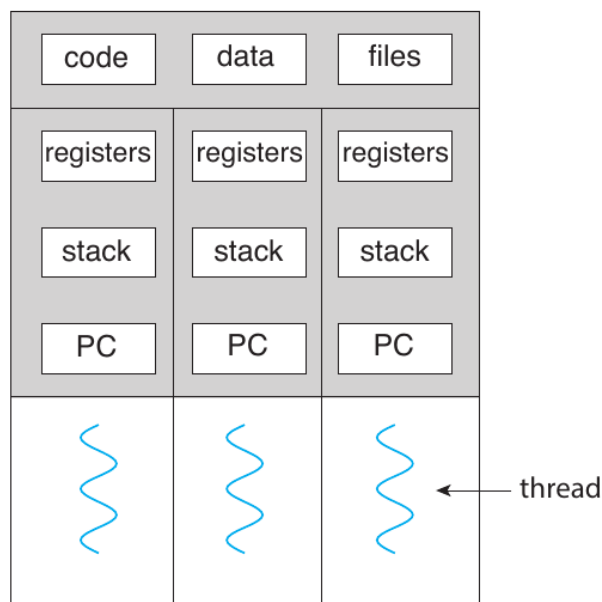 code data files
registers registers registers
stack stack stack
PC PC PC
thread